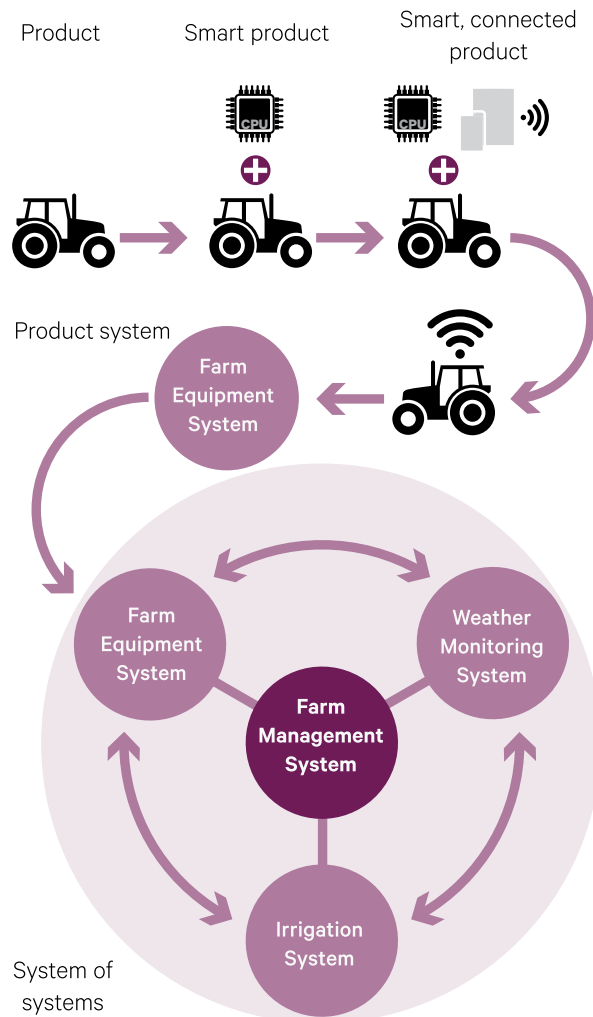 Product
Smart product
Smart, connected
product
CPU
CPU
Product system
Farm
Equipment
System
Farm
Equipment
System
Weather
Monitoring
System
Farm
Management
System
Irrigation
System
System of
systems